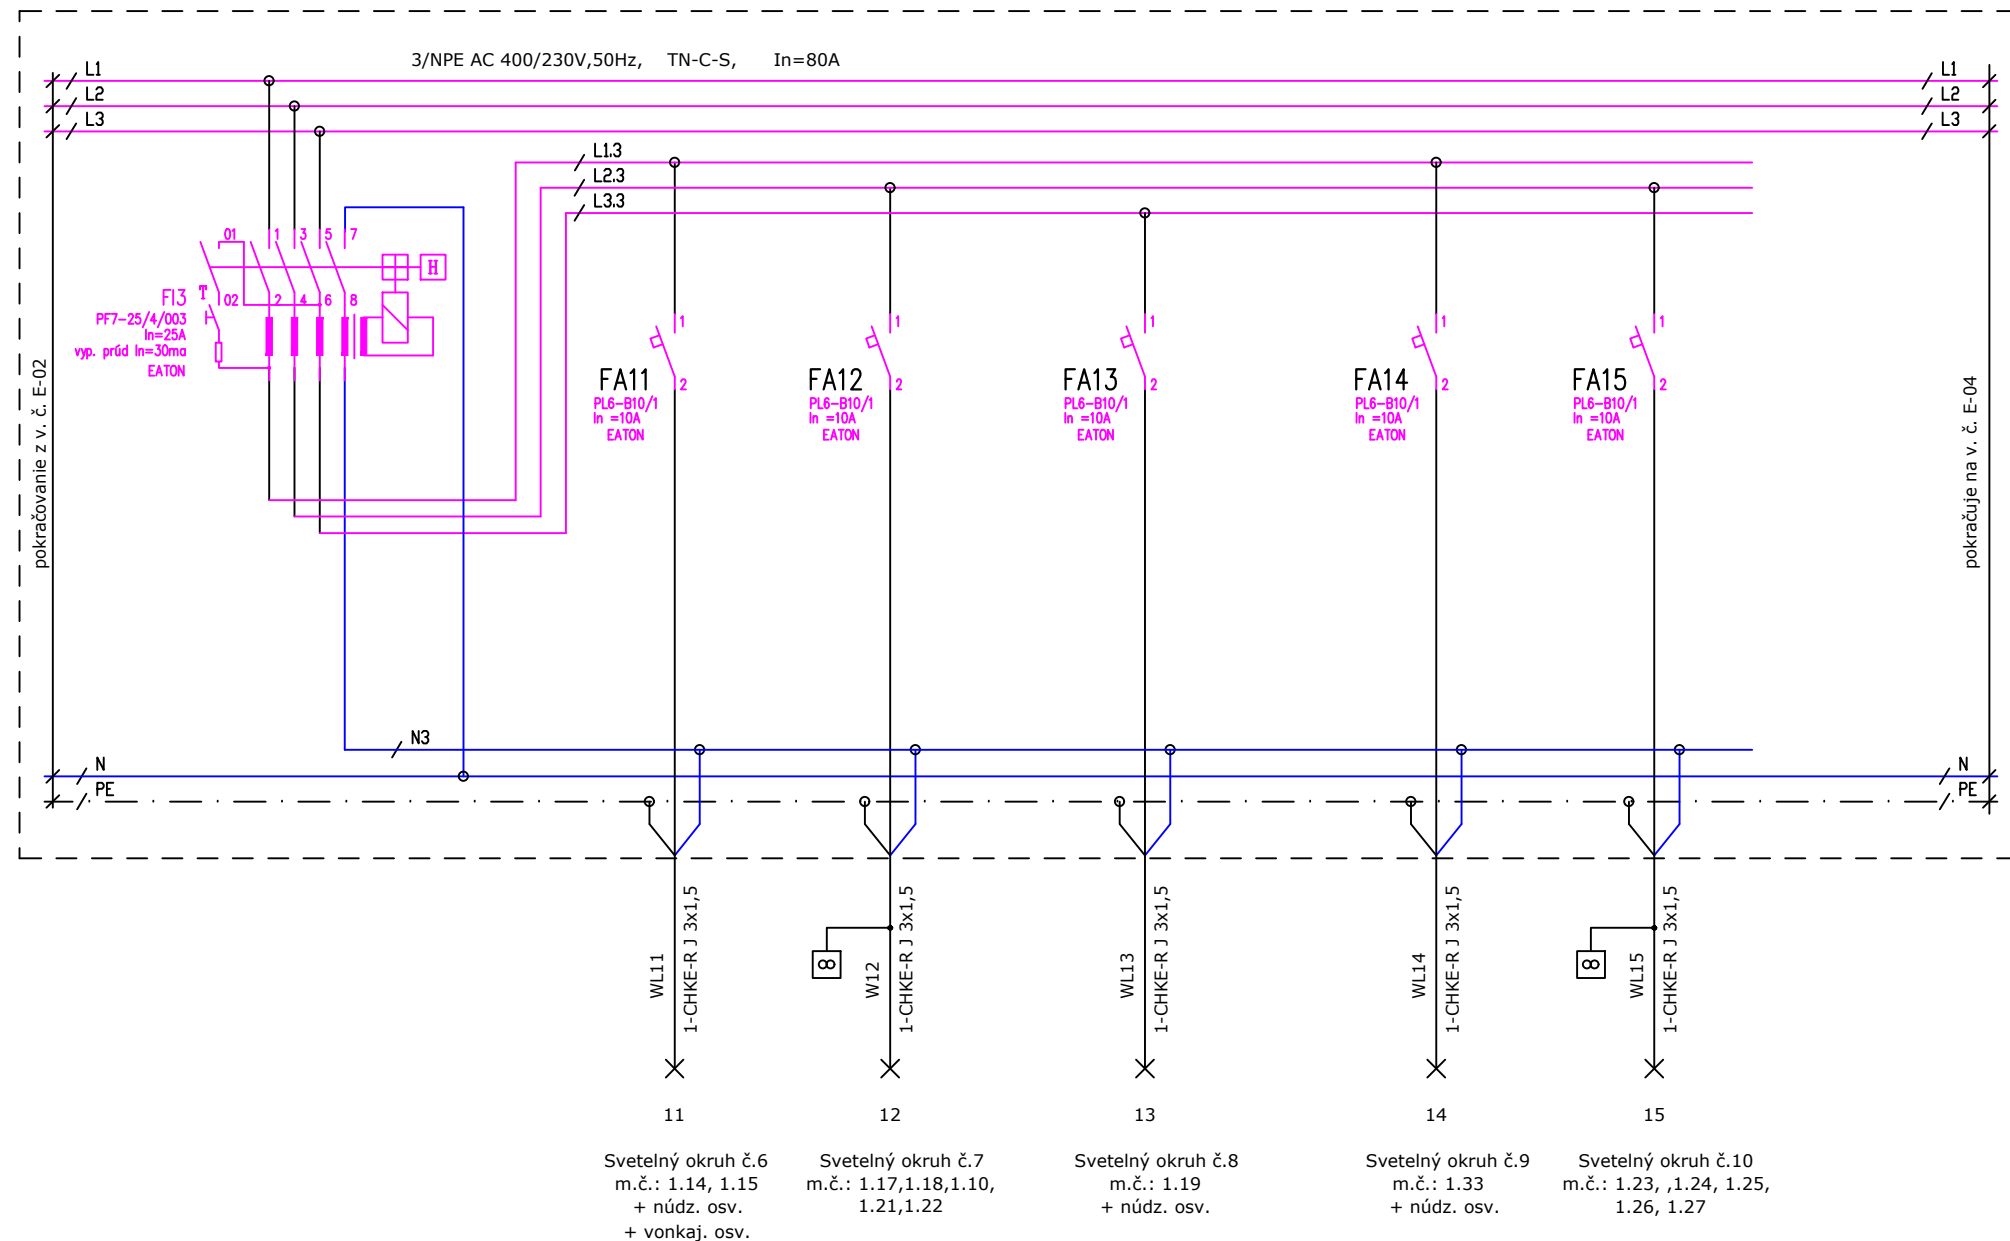 3/NPE AC 400/230V,50Hz, TN-C-S, In=80A
L1
L2
L3
L1
L2
L3
L1.3
L2.3
L3.3
01
1
3
5
7
H
T
02
2
4
6
8
FI3
PF7-25/4/003
In=25A
vyp. prúd In=30ma
EATON
pokračovanie z v. č. E-02
pokračuje na v. č. E-04
1
2
FA11
PL6-B10/1
In =10A
EATON
1
2
FA12
PL6-B10/1
In =10A
EATON
1
2
FA13
PL6-B10/1
In =10A
EATON
1
2
FA14
PL6-B10/1
In =10A
EATON
1
2
FA15
PL6-B10/1
In =10A
EATON
N3
N
PE
N
PE
WL11
1-CHKE-R J 3x1,5
W12
1-CHKE-R J 3x1,5
WL13
1-CHKE-R J 3x1,5
WL14
1-CHKE-R J 3x1,5
WL15
1-CHKE-R J 3x1,5
11
Svetelný okruh č.6
m.č.: 1.14, 1.15
+ núdz. osv.
+ vonkaj. osv.
12
Svetelný okruh č.7
m.č.: 1.17,1.18,1.10,
1.21,1.22
13
Svetelný okruh č.8
m.č.: 1.19
+ núdz. osv.
14
Svetelný okruh č.9
m.č.: 1.33
+ núdz. osv.
15
Svetelný okruh č.10
m.č.: 1.23, ,1.24, 1.25,
1.26, 1.27